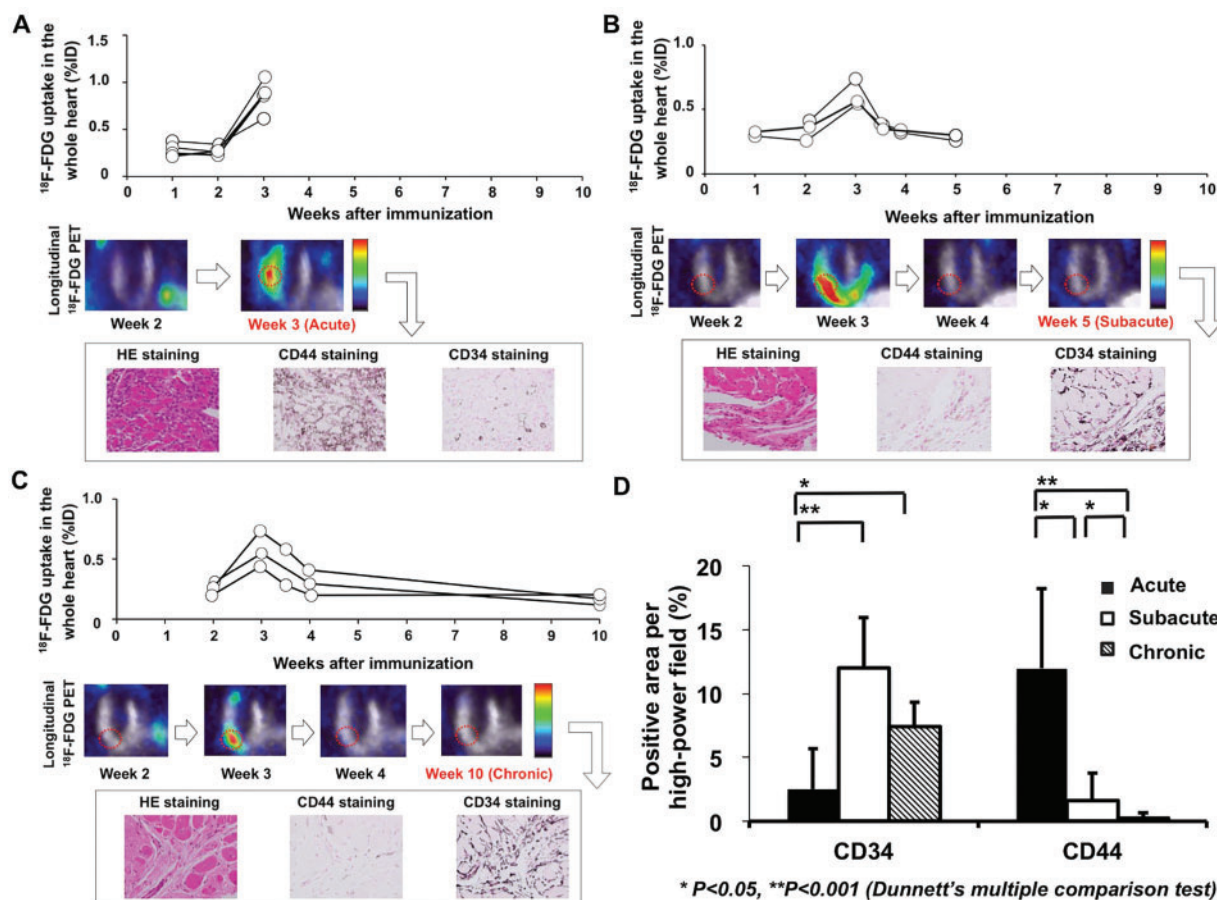 A
¹⁸F-FDG uptake in the
whole heart (%ID)
1.5
1.0
0.5
0
0 1 2 3 4 5 6 7 8 9 10
Weeks after immunization
Longitudinal
¹⁸F-FDG PET
Week 2
Week 3 (Acute)
HE staining
CD44 staining
CD34 staining
B
¹⁸F-FDG uptake in the
whole heart (%ID)
1.0
0.5
0
0 1 2 3 4 5 6 7 8 9 10
Weeks after immunization
Longitudinal
¹⁸F-FDG PET
Week 2
Week 3
Week 4
Week 5 (Subacute)
HE staining
CD44 staining
CD34 staining
C
¹⁸F-FDG uptake in the
whole heart (%ID)
1.0
0.5
0
0 1 2 3 4 5 6 7 8 9 10
Weeks after immunization
Longitudinal
¹⁸F-FDG PET
Week 2
Week 3
Week 4
Week 10 (Chronic)
HE staining
CD44 staining
CD34 staining
D
*
**
**
* *
Positive area per
high-power field (%)
20
15
10
5
0
Acute
Subacute
Chronic
CD34
CD44
* P<0.05, **P<0.001 (Dunnett's multiple comparison test)